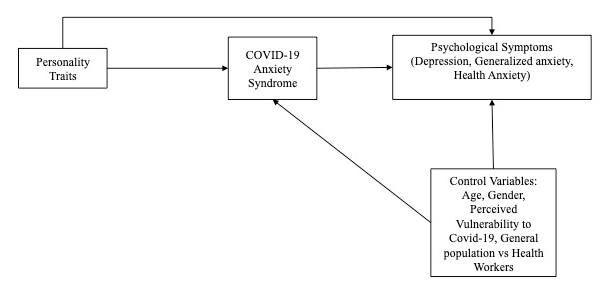 Personality
Traits
COVID-19
Anxiety
Syndrome
Psychological Symptoms
(Depression, Generalized anxiety,
Health Anxiety)
Control Variables:
Age, Gender,
Perceived
Vulnerability to
Covid-19, General
population vs Health
Workers